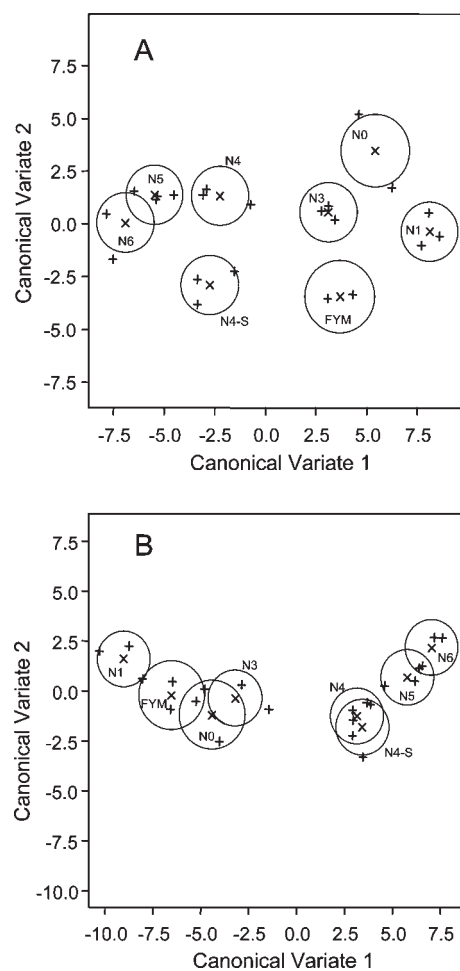 A
7.5
5.0
2.5
0.0
-2.5
-5.0
-7.5
Canonical Variate 2
N0
N5
N4
N3
N6
N1
N4-S
FYM
-7.5 -5.0 -2.5 0.0 2.5 5.0 7.5
Canonical Variate 1
B
7.5
5.0
2.5
0.0
-2.5
-5.0
-7.5
-10.0
Canonical Variate 2
N1
N3
N6
FYM
N4
N5
N0
N4-S
-10.0 -7.5 -5.0 -2.5 0.0 2.5 5.0 7.5
Canonical Variate 1